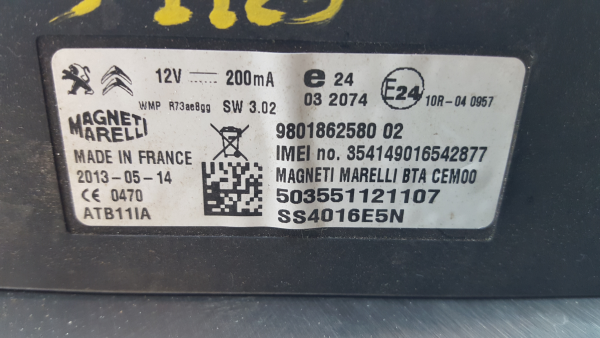 12V 200mA e 24 E24
03 2074 10R-04 0957
WMP R73ae8gg SW 3.02
MAGNETI MARELLI
9801862580 02
MADE IN FRANCE IMEI no. 354149016542877
2013-05-14 MAGNETI MARELLI BTA CEM00
CE 0470 503551121107
ATB11IA SS4016E5N